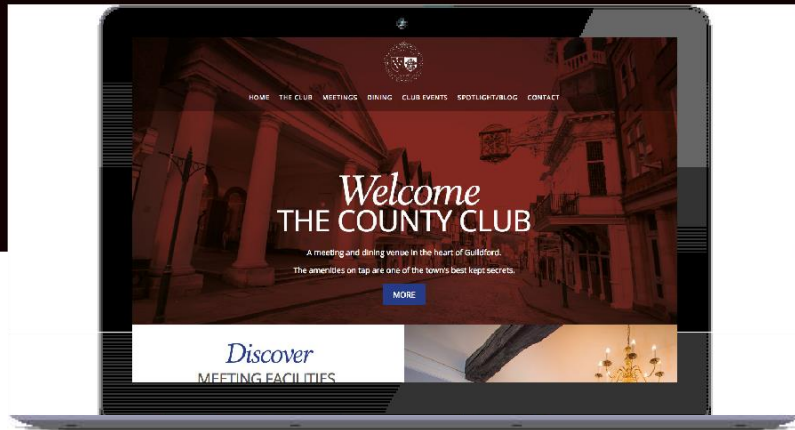 HOME THE CLUB MEETINGS DINING CLUB EVENTS SPOTLIGHT/BLOG CONTACT
Welcome
THE COUNTY CLUB
A meeting and dining venue in the heart of Guildford.
The amenities on tap are one of the town's best kept secrets.
MORE
Discover
MEETING FACILITIES